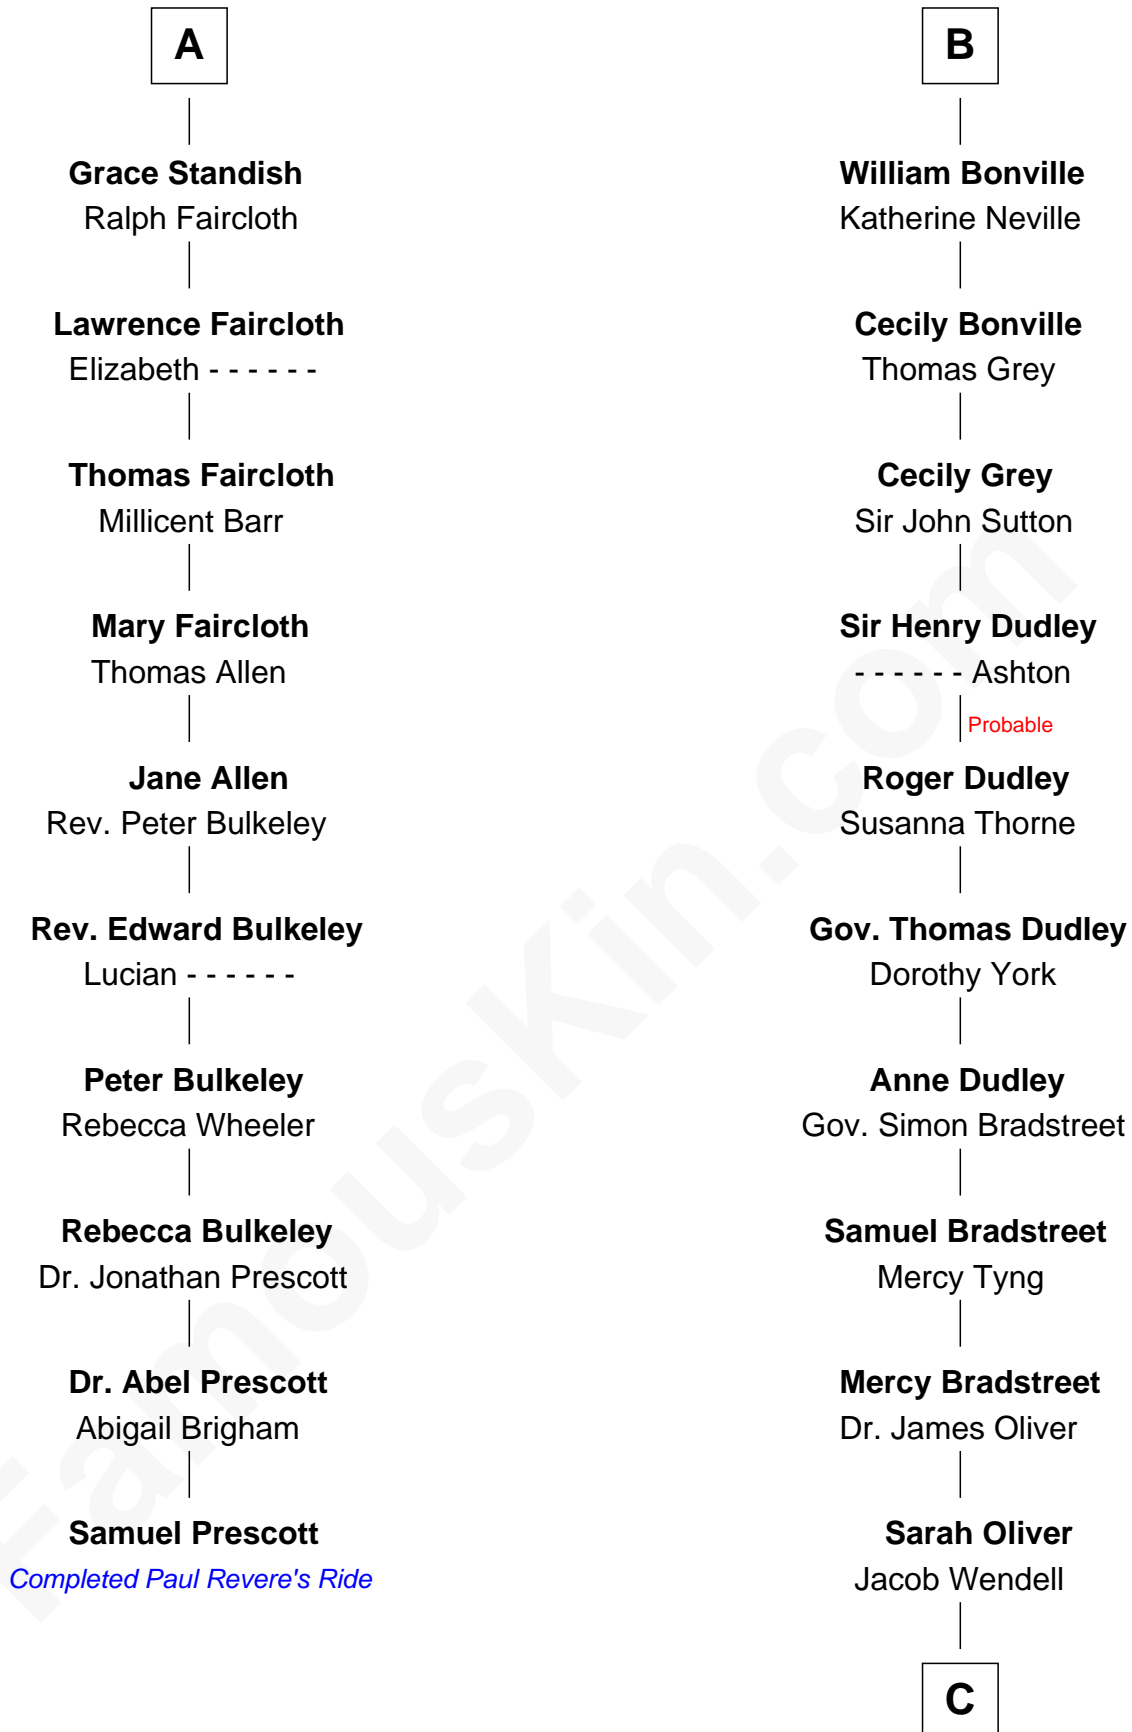 A
Grace Standish
Ralph Faircloth
Lawrence Faircloth
Elizabeth - - - - - -
Thomas Faircloth
Millicent Barr
Mary Faircloth
Thomas Allen
Jane Allen
Rev. Peter Bulkeley
Rev. Edward Bulkeley
Lucian - - - - - -
Peter Bulkeley
Rebecca Wheeler
Rebecca Bulkeley
Dr. Jonathan Prescott
Dr. Abel Prescott
Abigail Brigham
Samuel Prescott
Completed Paul Revere's Ride
B
William Bonville
Katherine Neville
Cecily Bonville
Thomas Grey
Cecily Grey
Sir John Sutton
Sir Henry Dudley
- - - - - - Ashton
Probable
Roger Dudley
Susanna Thorne
Gov. Thomas Dudley
Dorothy York
Anne Dudley
Gov. Simon Bradstreet
Samuel Bradstreet
Mercy Tyng
Mercy Bradstreet
Dr. James Oliver
Sarah Oliver
Jacob Wendell
C
FamousKin.com